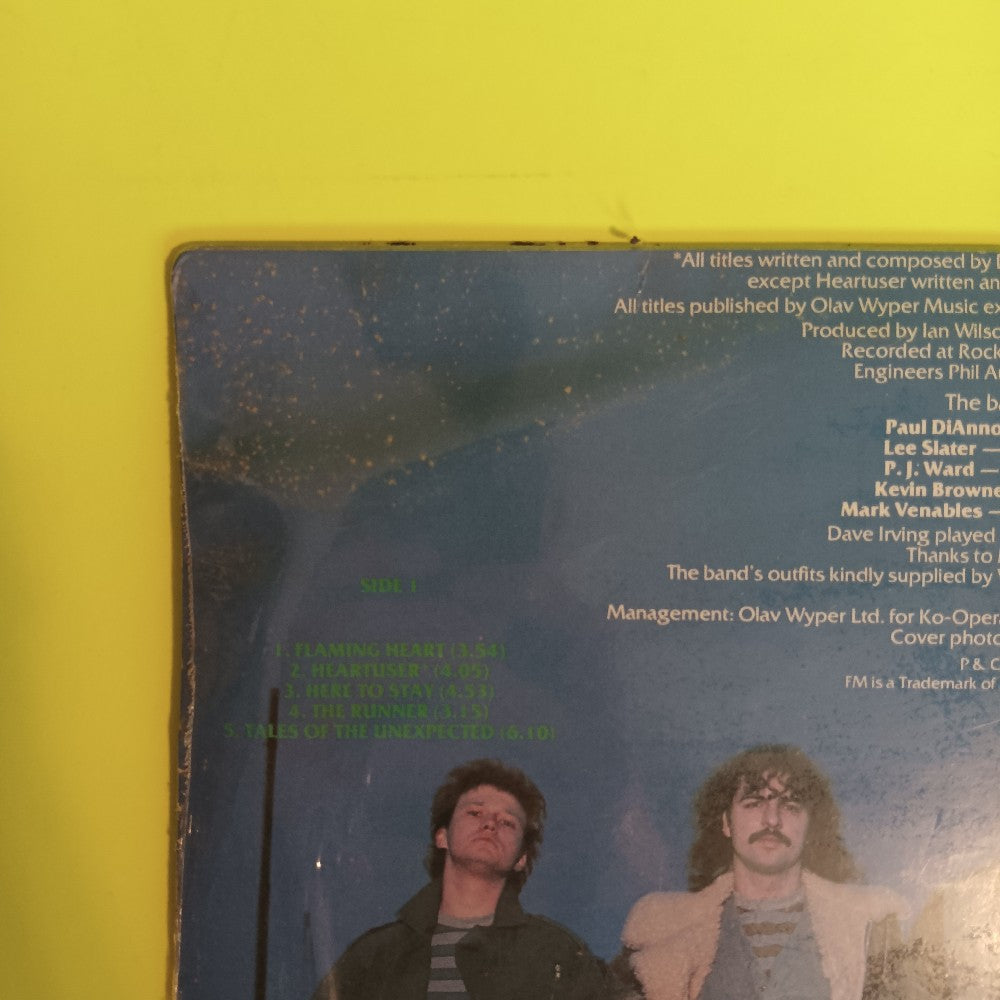 *All titles written and composed by
except Heartuser written an
All titles published by Olav Wyper Music ex
Produced by Ian Wilso
Recorded at Rock
Engineers Phil A
The ba
Paul DiAnno
Lee Slater —
P. J. Ward —
Kevin Browne
Mark Venables —
Dave Irving played
Thanks to
The band's outfits kindly supplied by
Management: Olav Wyper Ltd. for Ko-Opera
Cover photo
P & C
FM is a Trademark of
SIDE 1
1. FLAMING HEART (3.54)
2. HEARTUSER* (4.05)
3. HERE TO STAY (4.53)
4. THE RUNNER (3.15)
5. TALES OF THE UNEXPECTED (6.10)